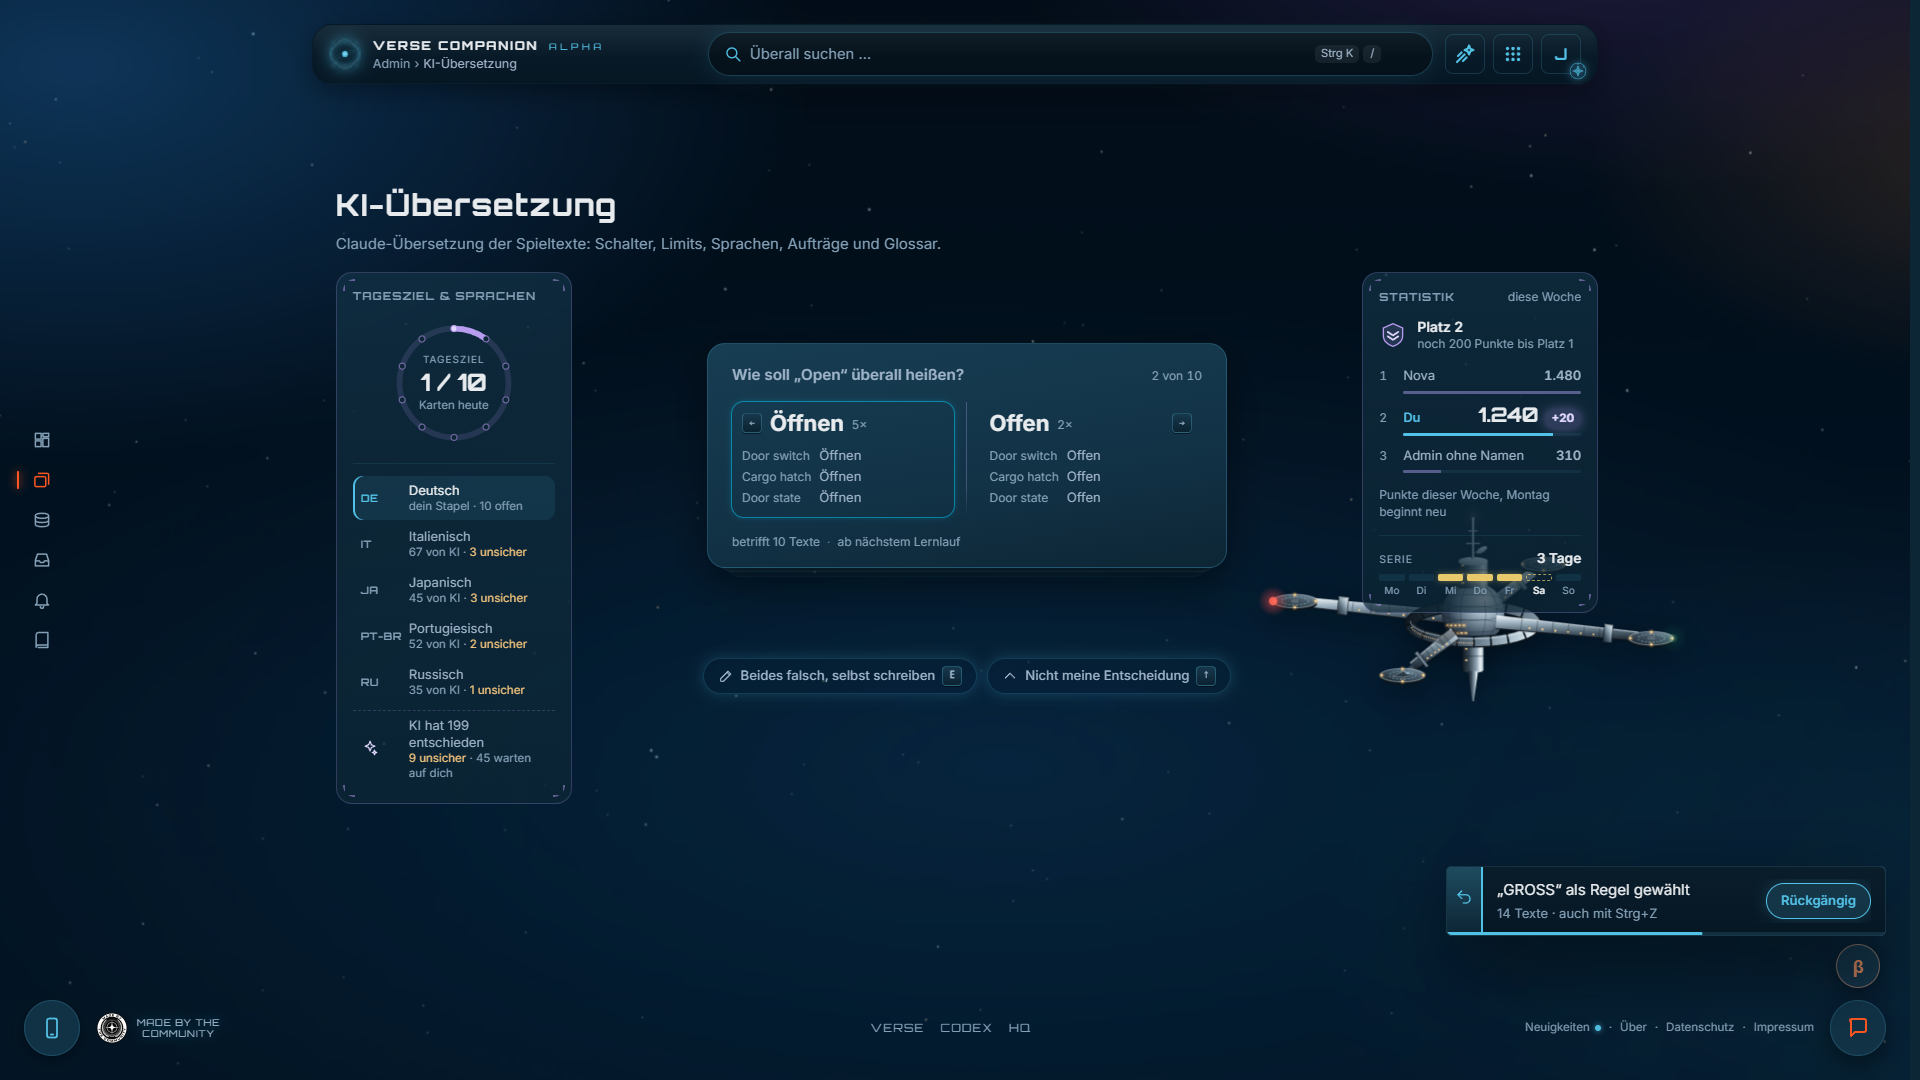 VERSE COMPANION ALPHA
Admin › KI-Übersetzung
Überall suchen ...
Strg K /
KI-Übersetzung
Claude-Übersetzung der Spieltexte: Schalter, Limits, Sprachen, Aufträge und Glossar.
TAGESZIEL & SPRACHEN
TAGESZIEL
1 / 10
Karten heute
DE Deutsch
dein Stapel · 10 offen
IT Italienisch
67 von KI · 3 unsicher
JA Japanisch
45 von KI · 3 unsicher
PT-BR Portugiesisch
52 von KI · 2 unsicher
RU Russisch
35 von KI · 1 unsicher
KI hat 199
entschieden
9 unsicher · 45 warten
auf dich
Wie soll „Open“ überall heißen?
2 von 10
← Öffnen 5×
Door switch Öffnen
Cargo hatch Öffnen
Door state Öffnen
Offen 2× →
Door switch Offen
Cargo hatch Offen
Door state Offen
betrifft 10 Texte · ab nächstem Lernlauf
Beides falsch, selbst schreiben E
Nicht meine Entscheidung ↑
STATISTIK diese Woche
Platz 2
noch 200 Punkte bis Platz 1
1 Nova 1.480
2 Du 1.240 +20
3 Admin ohne Namen 310
Punkte dieser Woche, Montag
beginnt neu
SERIE 3 Tage
Mo Di Mi Do Fr Sa So
„GROSS“ als Regel gewählt
14 Texte · auch mit Strg+Z
Rückgängig
β
MADE BY THE
COMMUNITY
VERSE CODEX HQ
Neuigkeiten · Über · Datenschutz · Impressum